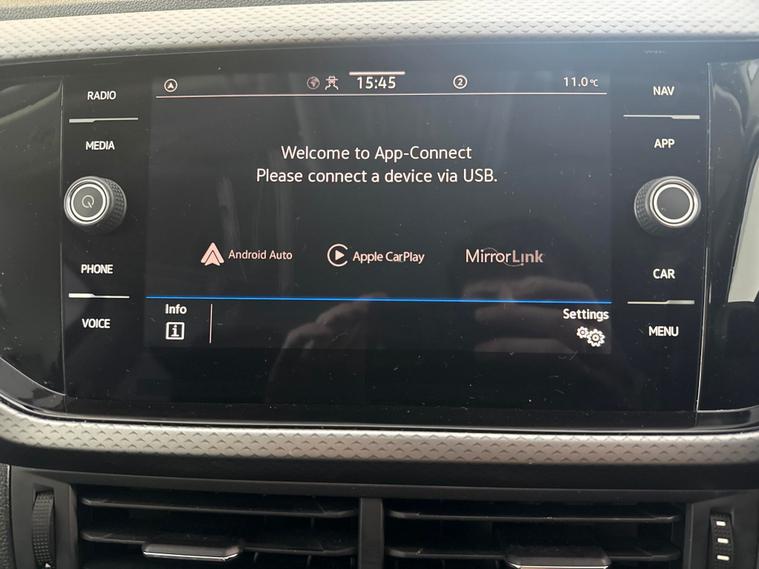 RADIO
MEDIA
PHONE
VOICE
15:45
2
11.0°C
Welcome to App-Connect
Please connect a device via USB.
Android Auto
Apple CarPlay
MirrorLink
Info
i
Settings
NAV
APP
CAR
MENU